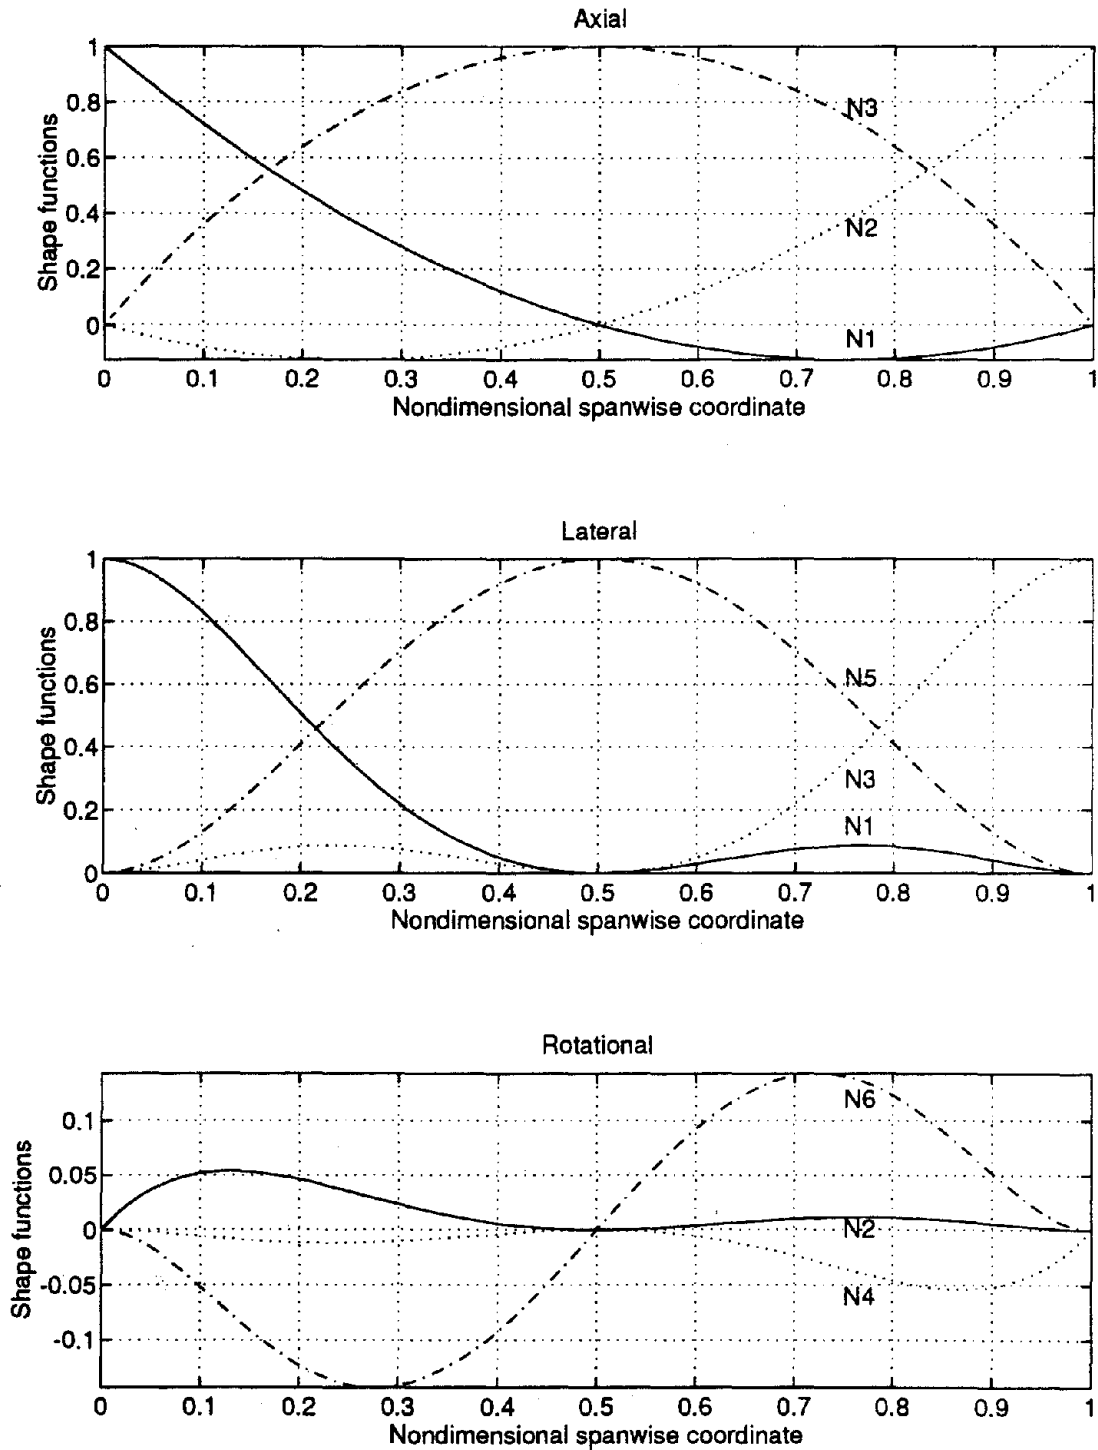 Axial
1
0.8
0.6
0.4
0.2
0
Shape functions
N3
N2
N1
0 0.1 0.2 0.3 0.4 0.5 0.6 0.7 0.8 0.9 1
Nondimensional spanwise coordinate
Lateral
1
0.8
0.6
0.4
0.2
0
Shape functions
N5
N3
N1
0 0.1 0.2 0.3 0.4 0.5 0.6 0.7 0.8 0.9 1
Nondimensional spanwise coordinate
Rotational
0.1
0.05
0
-0.05
-0.1
Shape functions
N6
N2
N4
0 0.1 0.2 0.3 0.4 0.5 0.6 0.7 0.8 0.9 1
Nondimensional spanwise coordinate